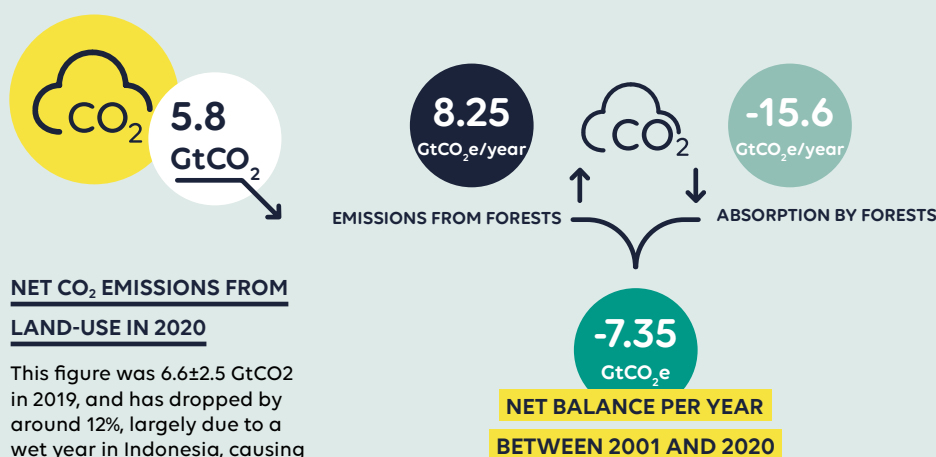 CO₂
5.8
GtCO₂
NET CO₂ EMISSIONS FROM
LAND-USE IN 2020
This figure was 6.6±2.5 GtCO2
in 2019, and has dropped by
around 12%, largely due to a
wet year in Indonesia, causing
8.25
GtCO₂e/year
CO₂
-15.6
GtCO₂e/year
EMISSIONS FROM FORESTS
ABSORPTION BY FORESTS
-7.35
GtCO₂e
NET BALANCE PER YEAR
BETWEEN 2001 AND 2020